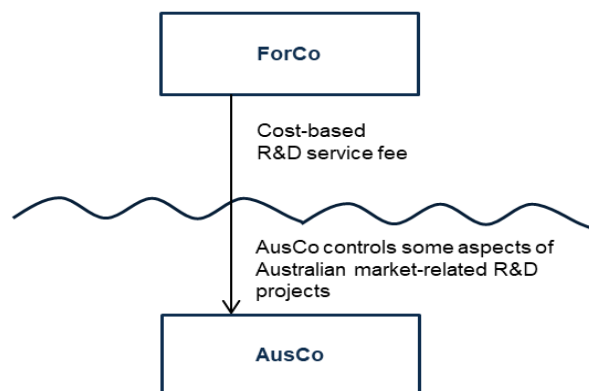 ForCo
Cost-based
R&D service fee
AusCo controls some aspects of
Australian market-related R&D
projects
AusCo